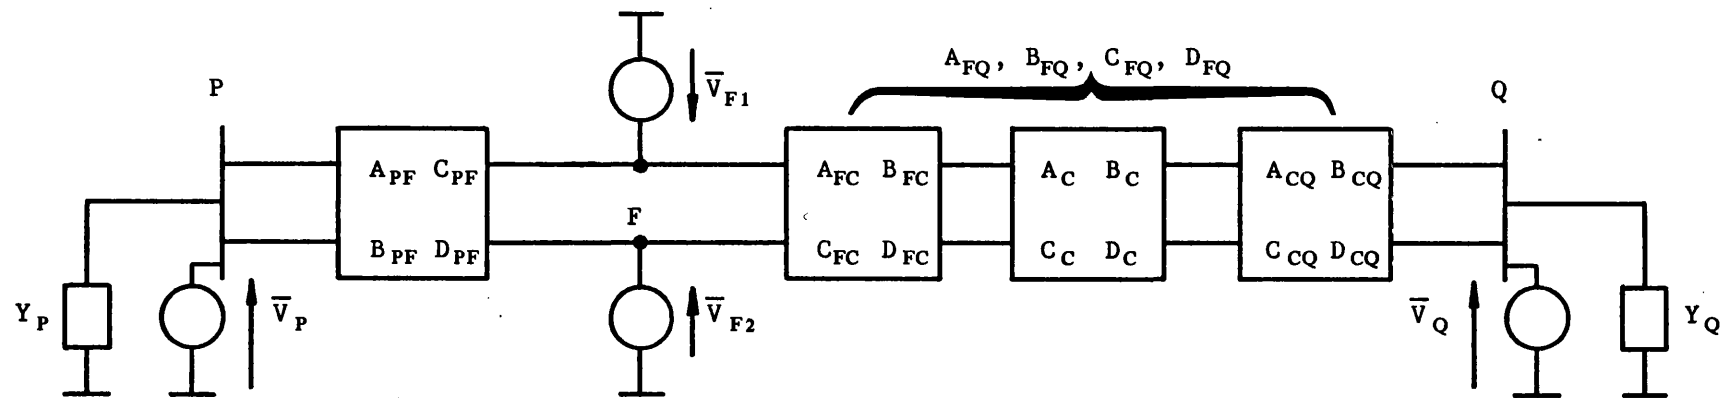 A_FQ, B_FQ, C_FQ, D_FQ
V̅_F1
P
Q
A_PF C_PF
A_FC B_FC
A_C B_C
A_CQ B_CQ
F
B_PF D_PF
C_FC D_FC
C_C D_C
C_CQ D_CQ
Y_P
V̅_P
V̅_F2
V̅_Q
Y_Q